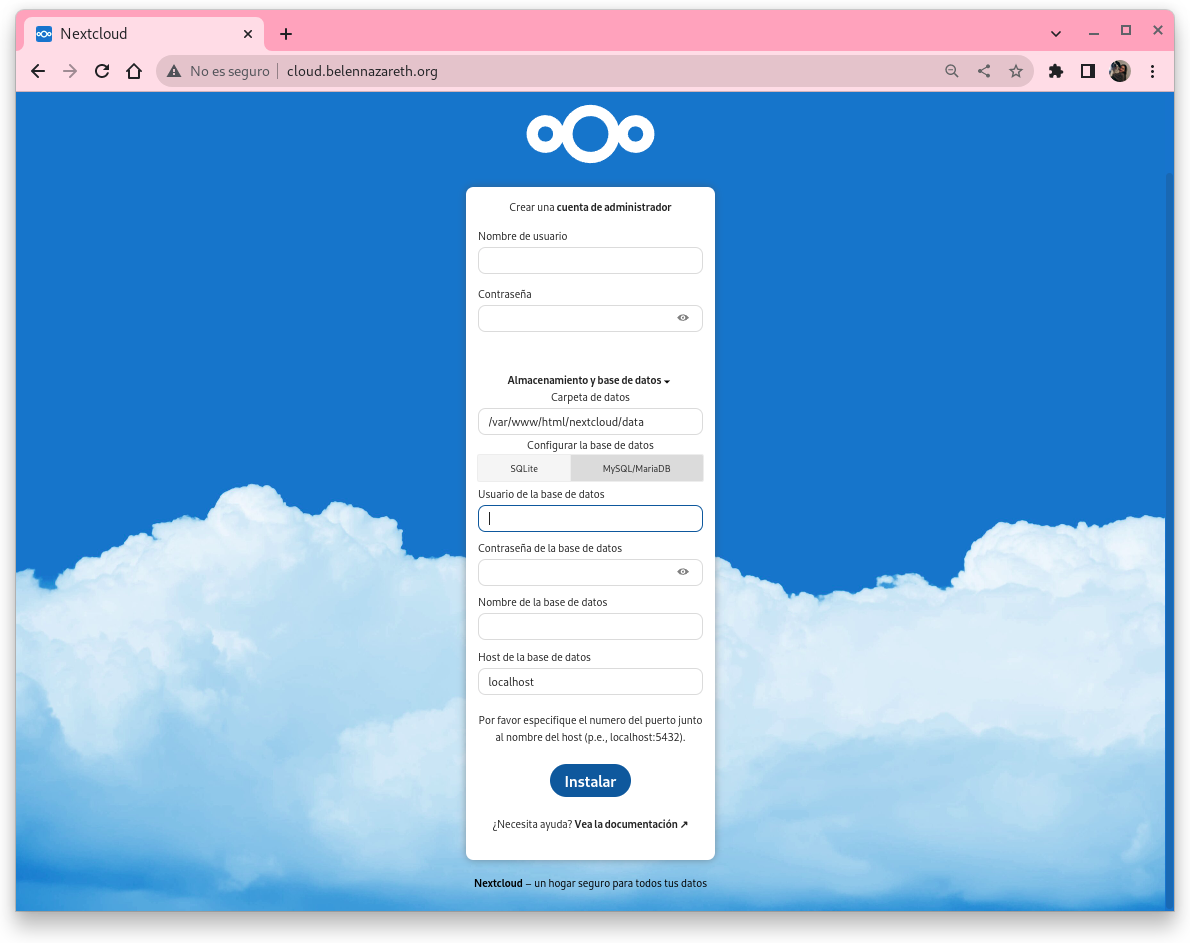 Nextcloud
No es seguro
cloud.belennazareth.org
Crear una cuenta de administrador
Nombre de usuario
Contraseña
Almacenamiento y base de datos
Carpeta de datos
/var/www/html/nextcloud/data
Configurar la base de datos
SQLite
MySQL/MariaDB
Usuario de la base de datos
Contraseña de la base de datos
Nombre de la base de datos
Host de la base de datos
localhost
Por favor especifique el numero del puerto junto
al nombre del host (p.e., localhost:5432).
Instalar
¿Necesita ayuda? Vea la documentación ↗
Nextcloud – un hogar seguro para todos tus datos